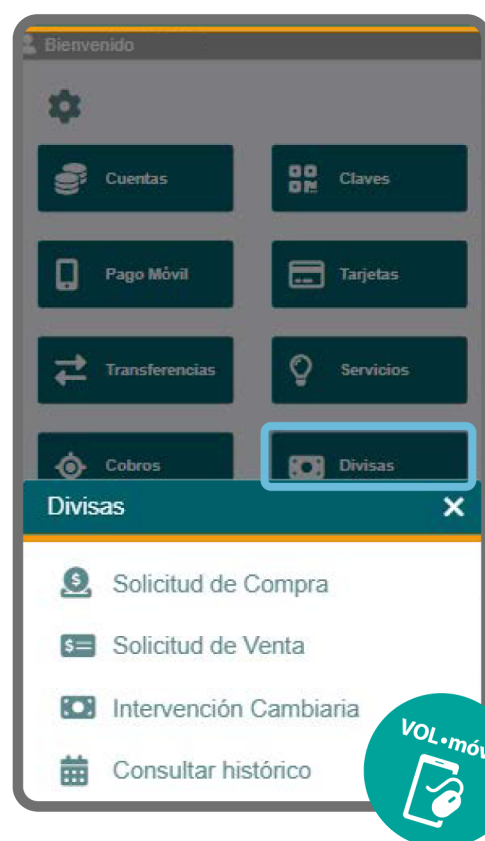 Bienvenido
Cuentas
Claves
Pago Móvil
Tarjetas
Transferencias
Servicios
Cobros
Divisas
Divisas
Solicitud de Compra
Solicitud de Venta
Intervención Cambiaria
Consultar histórico
VOL•móv